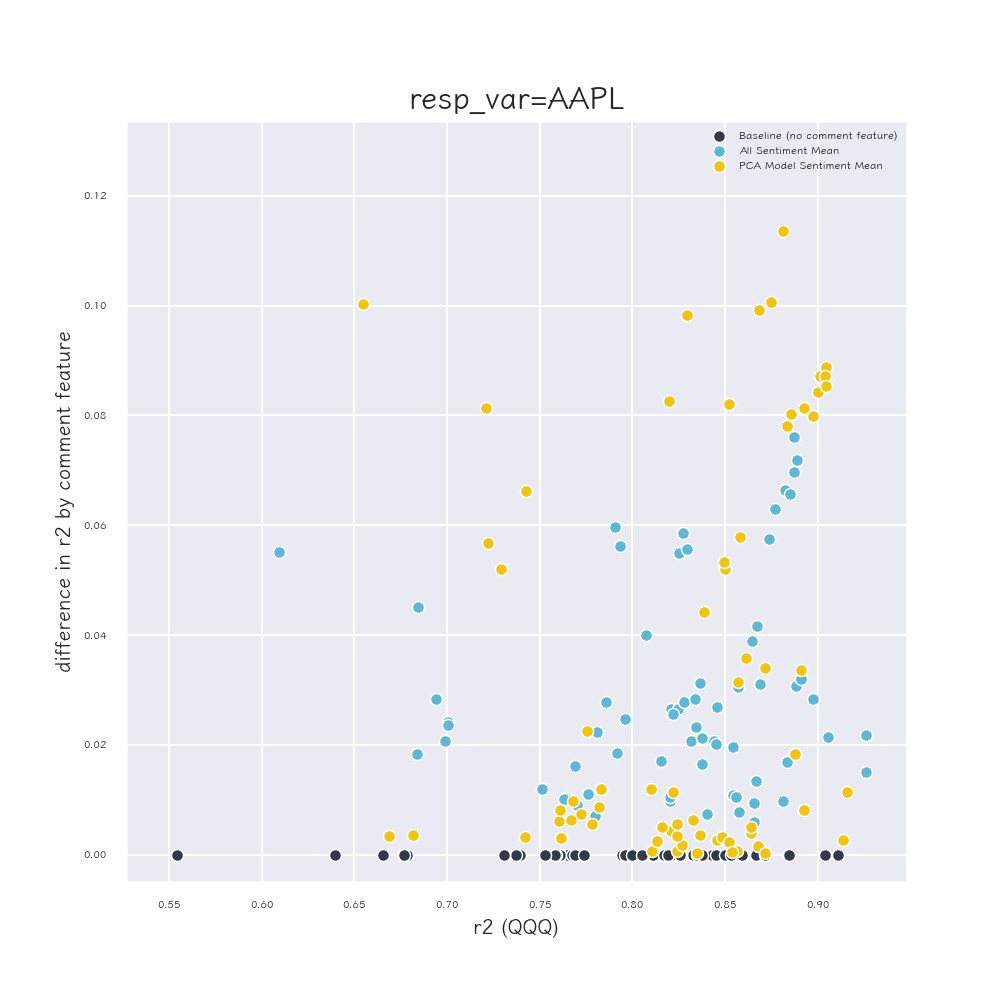 resp_var=AAPL
Baseline (no comment feature)
All Sentiment Mean
PCA Model Sentiment Mean
difference in r2 by comment feature
0.12
0.10
0.08
0.06
0.04
0.02
0.00
0.55 0.60 0.65 0.70 0.75 0.80 0.85 0.90
r2 (QQQ)